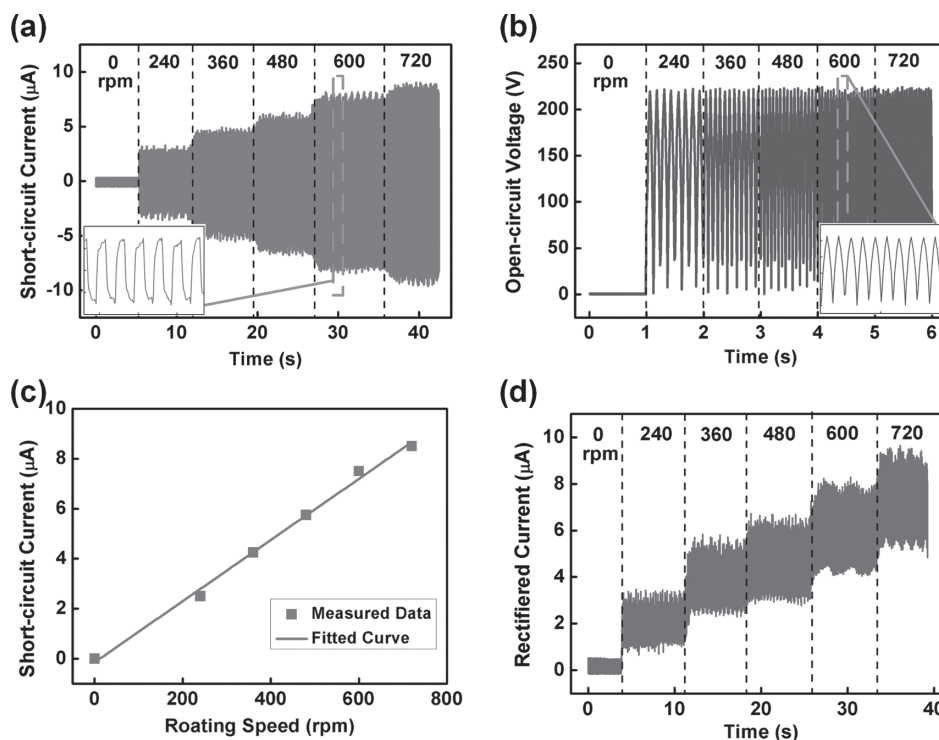 (a)
0 rpm
240 360 480 600 720
10
5
0
-5
-10
Short-circuit Current (μA)
0 10 20 30 40
Time (s)
(b)
0 rpm
240 360 480 600 720
250
200
150
100
50
0
Open-circuit Voltage (V)
0 1 2 3 4 5 6
Time (s)
(c)
10
8
6
4
2
0
Short-circuit Current (μA)
Measured Data
Fitted Curve
0 200 400 600 800
Roating Speed (rpm)
(d)
0 rpm
240 360 480 600 720
10
8
6
4
2
0
Rectifiered Current (μA)
0 10 20 30 40
Time (s)